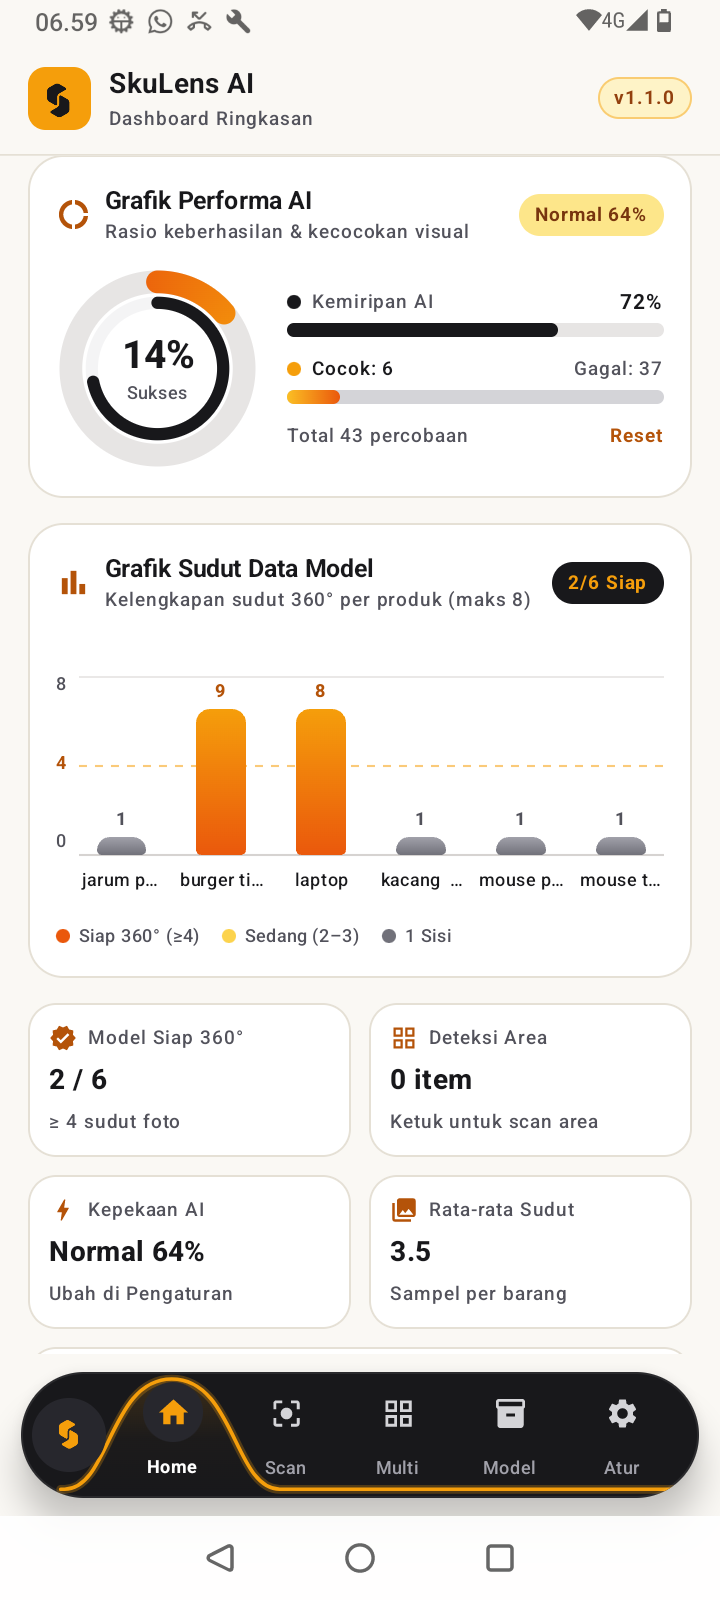 06.59
4G
SkuLens AI
Dashboard Ringkasan
v1.1.0
Grafik Performa AI
Rasio keberhasilan & kecocokan visual
Normal 64%
14%
Sukses
Kemiripan AI
72%
Cocok: 6
Gagal: 37
Total 43 percobaan
Reset
Grafik Sudut Data Model
Kelengkapan sudut 360° per produk (maks 8)
2/6 Siap
8
4
0
1
9
8
1
1
1
jarum p...
burger ti...
laptop
kacang ...
mouse p...
mouse t...
Siap 360° (≥4)
Sedang (2–3)
1 Sisi
Model Siap 360°
2 / 6
≥ 4 sudut foto
Deteksi Area
0 item
Ketuk untuk scan area
Kepekaan AI
Normal 64%
Ubah di Pengaturan
Rata-rata Sudut
3.5
Sampel per barang
Home
Scan
Multi
Model
Atur